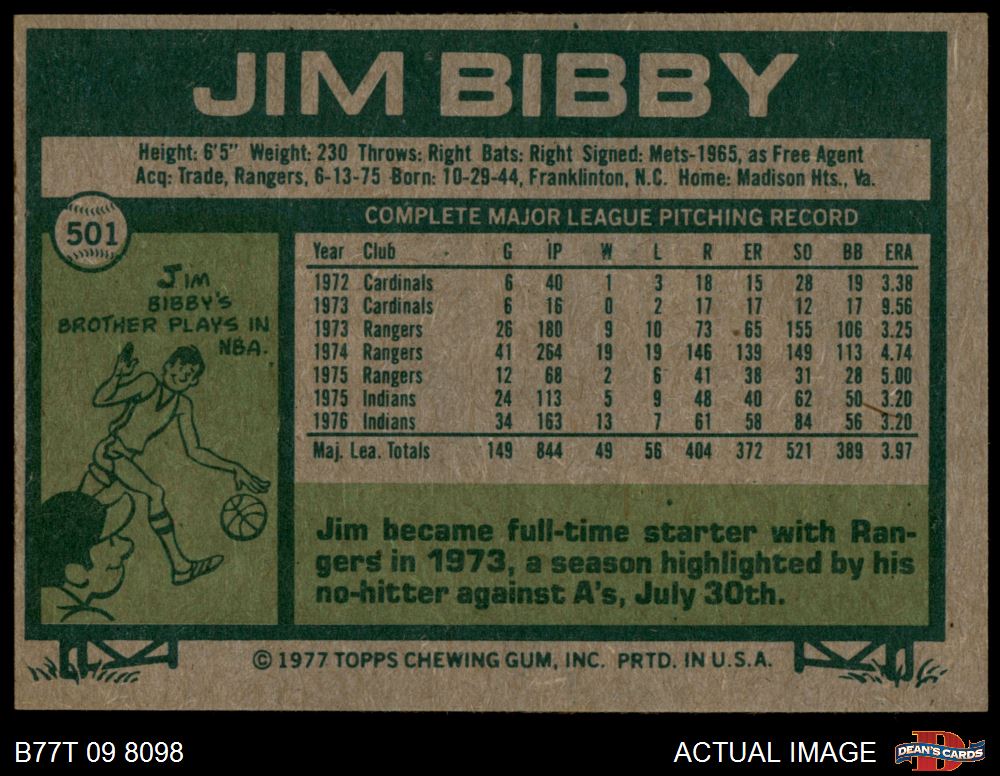 JIM BIBBY
Height: 6'5" Weight: 230 Throws: Right Bats: Right Signed: Mets-1965, as Free Agent
Acq: Trade, Rangers, 6-13-75 Born: 10-29-44, Franklinton, N.C. Home: Madison Hts., Va.
501
JIM
BIBBY'S
BROTHER PLAYS IN
NBA.
COMPLETE MAJOR LEAGUE PITCHING RECORD
Year Club G IP W L R ER SO BB ERA
1972 Cardinals 6 40 1 3 18 15 28 19 3.38
1973 Cardinals 6 16 0 2 17 17 12 17 9.56
1973 Rangers 26 180 9 10 73 65 155 106 3.25
1974 Rangers 41 264 19 19 146 139 149 113 4.74
1975 Rangers 12 68 2 6 41 38 31 28 5.00
1975 Indians 24 113 5 9 48 40 62 50 3.20
1976 Indians 34 163 13 7 61 58 84 56 3.20
Maj. Lea. Totals 149 844 49 56 404 372 521 389 3.97
Jim became full-time starter with Ran-
gers in 1973, a season highlighted by his
no-hitter against A's, July 30th.
© 1977 TOPPS CHEWING GUM, INC. PRTD. IN U.S.A.
B77T 09 8098
ACTUAL IMAGE
D
DEAN'S CARDS